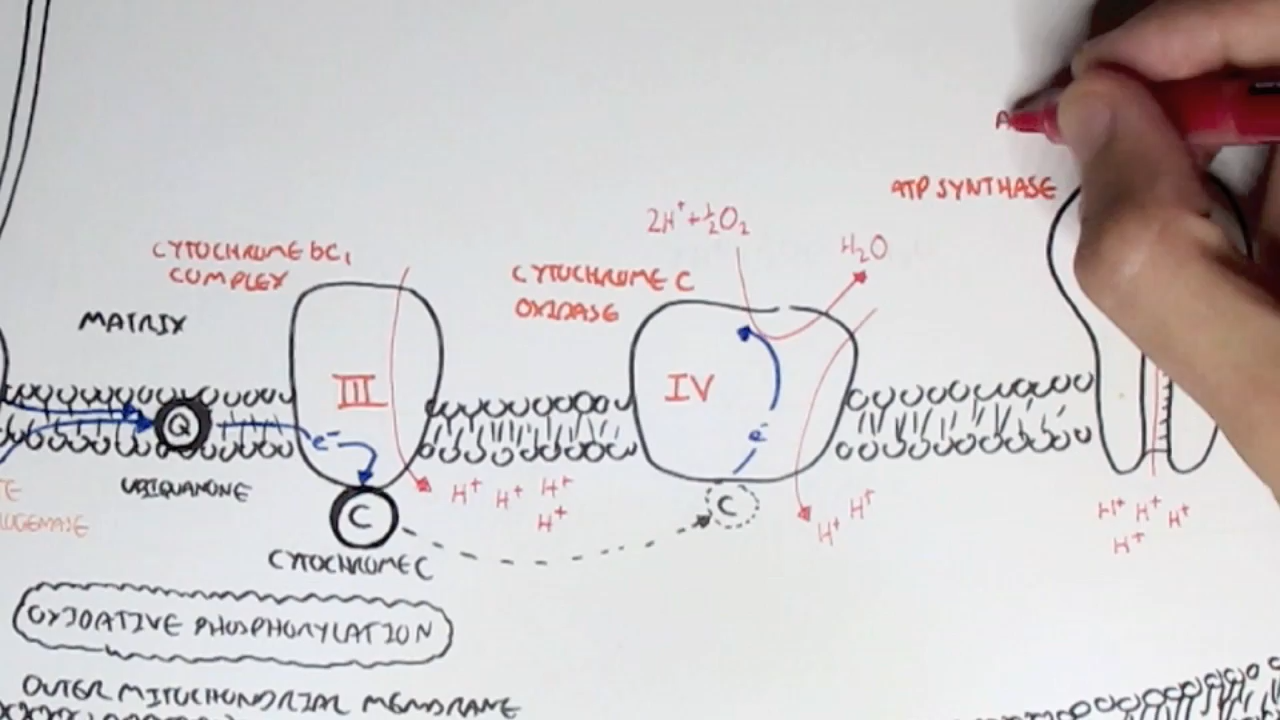 A
ATP SYNTHASE
2H⁺+½O₂
H₂O
CYTOCHROME bC₁
COMPLEX
CYTOCHROME C
OXIDASE
MATRIX
III
IV
Q
e⁻
e⁻
UBIQUANONE
H⁺ H⁺ H⁺
H⁺
C
C
H⁺ H⁺
H⁺ H⁺ H⁺
H⁺
CYTOCHROME C
OXIDATIVE PHOSPHORYLATION
OUTER MITOCHONDRIAL MEMBRANE